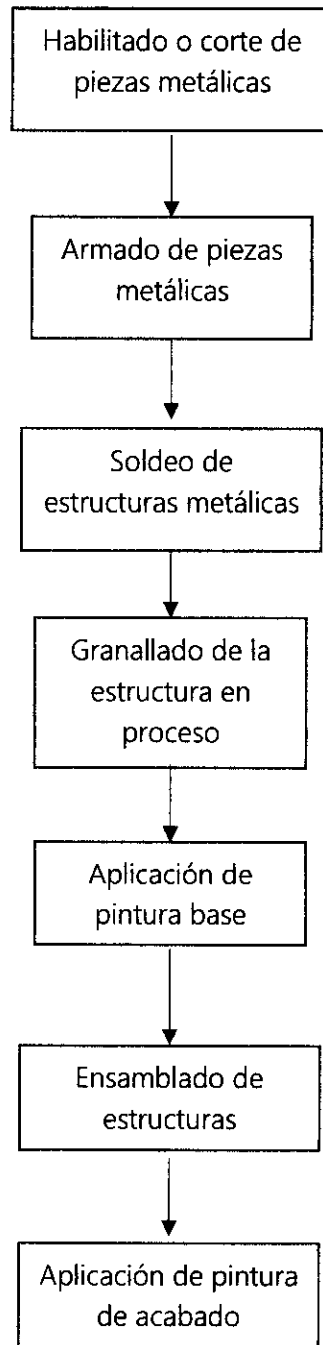 Habilitado o corte de
piezas metálicas
Armado de piezas
metálicas
Soldeo de
estructuras metálicas
Granallado de la
estructura en
proceso
Aplicación de
pintura base
Ensamblado de
estructuras
Aplicación de pintura
de acabado